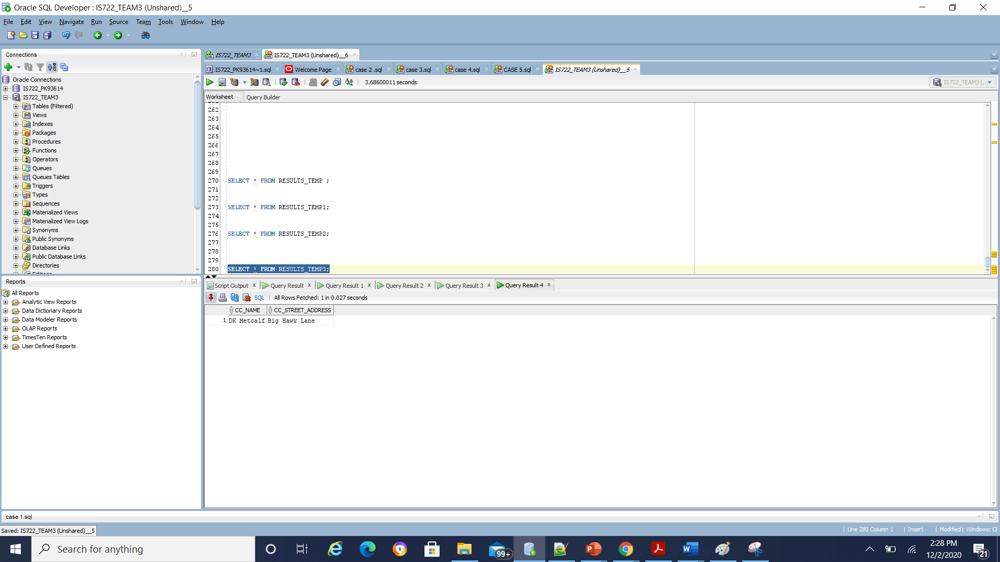 Oracle SQL Developer : IS722_TEAM3 (Unshared)__5
File Edit View Navigate Run Source Team Tools Window Help
Connections
Oracle Connections
IS722_PK93614
IS722_TEAM3
Tables (Filtered)
Views
Indexes
Packages
Procedures
Functions
Operators
Queues
Queues Tables
Triggers
Types
Sequences
Materialized Views
Materialized View Logs
Synonyms
Public Synonyms
Database Links
Public Database Links
Directories
Reports
All Reports
Analytic View Reports
Data Dictionary Reports
Data Modeler Reports
OLAP Reports
TimesTen Reports
User Defined Reports
IS722_TEAM3 IS722_TEAM3 (Unshared)__6
IS722_PK93614~1.sql Welcome Page case 2 .sql case 3.sql case 4.sql CASE 5.sql IS722_TEAM3 (Unshared)__5
3.68600011 seconds
IS722_TEAM3 (...
Worksheet Query Builder
262
263
264
265
266
267
268
269
270 SELECT * FROM RESULTS_TEMP ;
271
272
273 SELECT * FROM RESULTS_TEMP1;
274
275
276 SELECT * FROM RESULTS_TEMP2;
277
278
279
280 SELECT * FROM RESULTS_TEMP3;
Script Output x Query Result x Query Result 1 x Query Result 2 x Query Result 3 x Query Result 4 x
SQL | All Rows Fetched: 1 in 0.027 seconds
CC_NAME CC_STREET_ADDRESS
1 DK Metcalf Big Hawk Lane
case 1.sql
Saved: IS722_TEAM3 (Unshared)__5
| Line 280 Column 1 | Insert | Modified | Windows: CF
Search for anything
99+
2:28 PM
12/2/2020
21